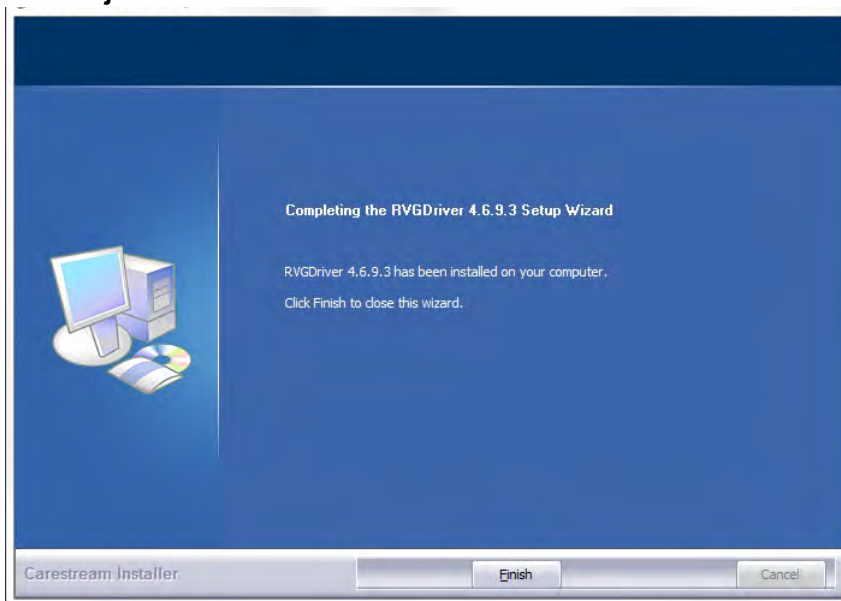 Completing the RVGDriver 4.6.9.3 Setup Wizard
RVGDriver 4.6.9.3 has been installed on your computer.
Click Finish to close this wizard.
Carestream Installer
Finish
Cancel